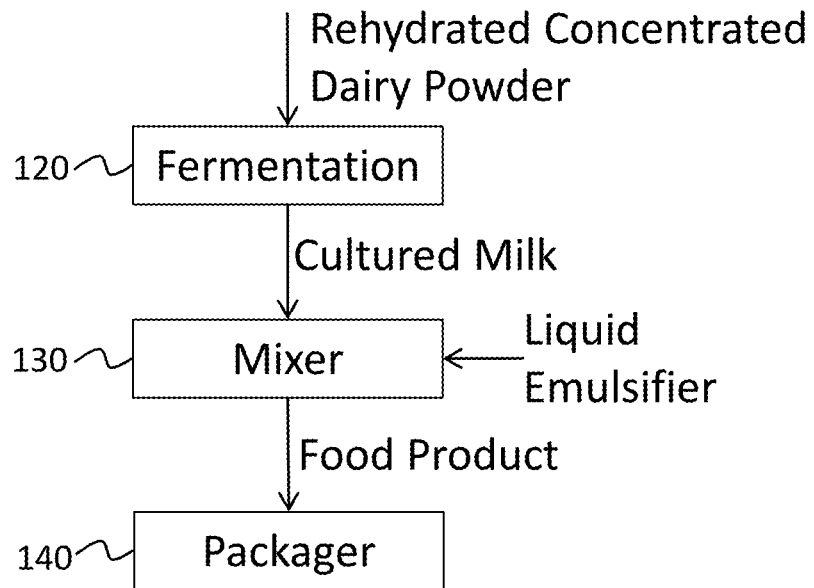 Rehydrated Concentrated
Dairy Powder
120
Fermentation
Cultured Milk
130
Mixer
Liquid
Emulsifier
Food Product
140
Packager